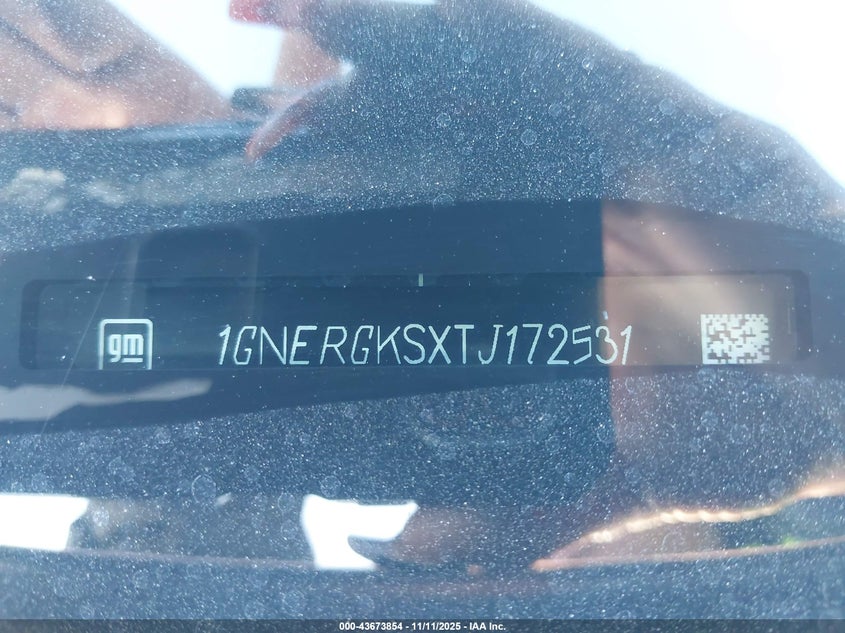 gm 1GNERGKSXTJ172531
000-43673854 - 11/11/2025 - IAA Inc.